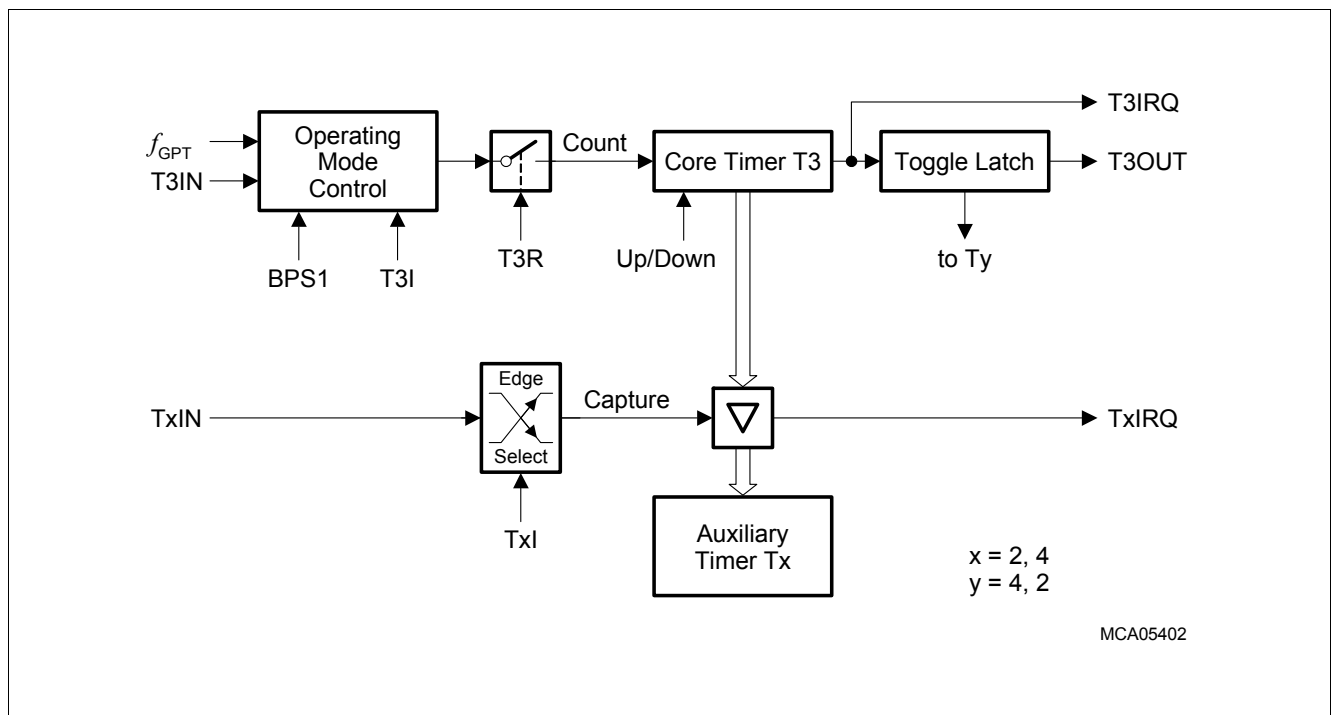 T3IRQ
fGPT
T3IN
Operating
Mode
Control
Count
Core Timer T3
Toggle Latch
T3OUT
BPS1
T3I
T3R
Up/Down
to Ty
TxIN
Edge
Select
Capture
TxIRQ
TxI
Auxiliary
Timer Tx
x = 2, 4
y = 4, 2
MCA05402